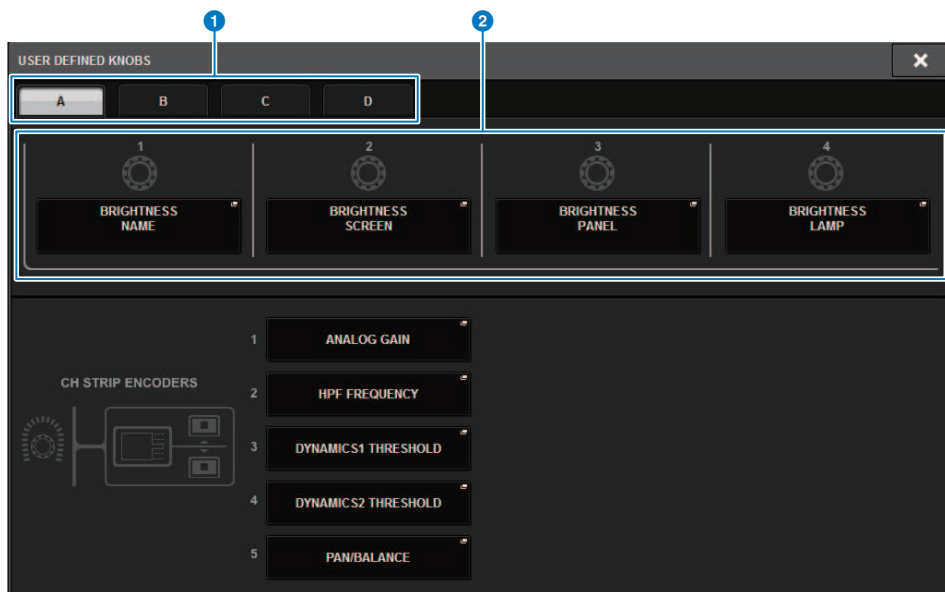 1 2
USER DEFINED KNOBS
A B C D
1 2 3 4
BRIGHTNESS
NAME
BRIGHTNESS
SCREEN
BRIGHTNESS
PANEL
BRIGHTNESS
LAMP
CH STRIP ENCODERS
1 ANALOG GAIN
2 HPF FREQUENCY
3 DYNAMICS1 THRESHOLD
4 DYNAMICS2 THRESHOLD
5 PAN/BALANCE